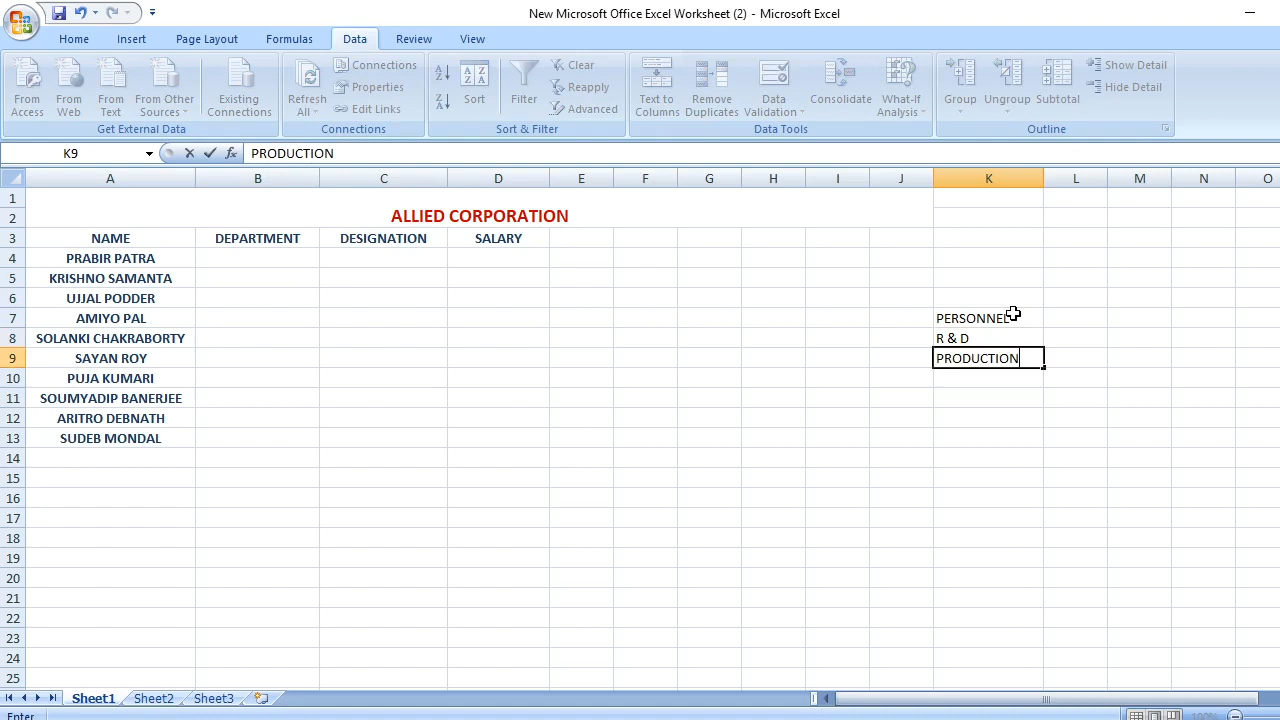 New Microsoft Office Excel Worksheet (2) - Microsoft Excel
Home Insert Page Layout Formulas Data Review View
From Access From Web From Text From Other Sources Existing Connections
Get External Data
Refresh All Connections Properties Edit Links
Connections
Sort Filter Clear Reapply Advanced
Sort & Filter
Text to Columns Remove Duplicates Data Validation Consolidate What-If Analysis
Data Tools
Group Ungroup Subtotal Show Detail Hide Detail
Outline
K9 fx PRODUCTION
A B C D E F G H I J K L M N O
1
2 ALLIED CORPORATION
3 NAME DEPARTMENT DESIGNATION SALARY
4 PRABIR PATRA
5 KRISHNO SAMANTA
6 UJJAL PODDER
7 AMIYO PAL PERSONNEL
8 SOLANKI CHAKRABORTY R & D
9 SAYAN ROY PRODUCTION
10 PUJA KUMARI
11 SOUMYADIP BANERJEE
12 ARITRO DEBNATH
13 SUDEB MONDAL
14
15
16
17
18
19
20
21
22
23
24
25
Sheet1 Sheet2 Sheet3
Enter 100%